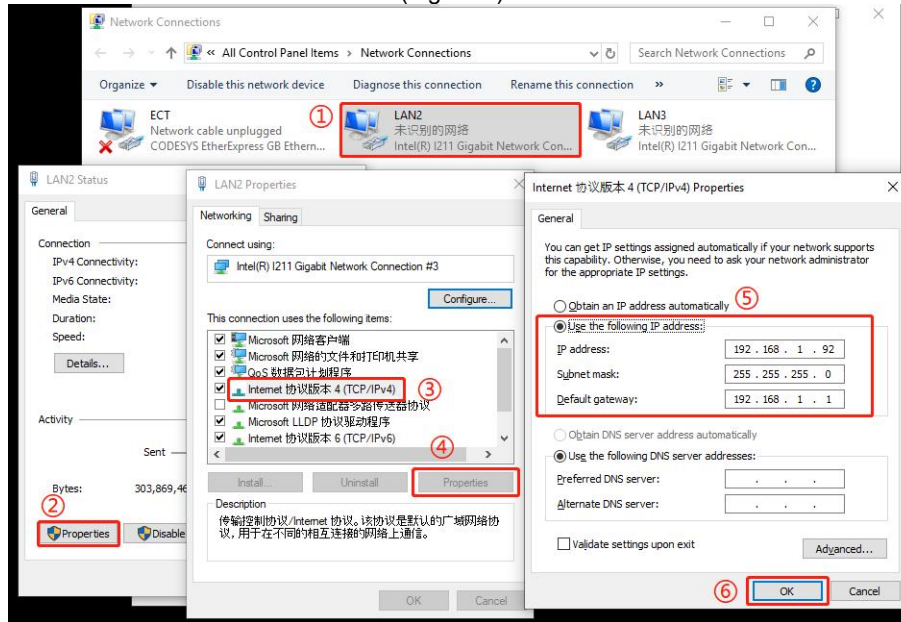 Network Connections
« All Control Panel Items > Network Connections
Search Network Connections
Organize
Disable this network device
Diagnose this connection
Rename this connection
»
①
ECT
Network cable unplugged
CODESYS EtherExpress GB Ethern...
LAN2
未识别的网络
Intel(R) I211 Gigabit Network Con...
LAN3
未识别的网络
Intel(R) I211 Gigabit Network Con...
LAN2 Status
General
Connection
IPv4 Connectivity:
IPv6 Connectivity:
Media State:
Duration:
Speed:
Details...
Activity
Sent
Bytes: 303,869,46
②
Properties
Disable
LAN2 Properties
Networking Sharing
Connect using:
Intel(R) I211 Gigabit Network Connection #3
Configure...
This connection uses the following items:
Microsoft 网络客户端
Microsoft 网络的文件和打印机共享
QoS 数据包计划程序
Internet 协议版本 4 (TCP/IPv4)
③
Microsoft 网络适配器多路传送器协议
Microsoft LLDP 协议驱动程序
Internet 协议版本 6 (TCP/IPv6)
④
Install...
Uninstall
Properties
Description
传输控制协议/Internet 协议。该协议是默认的广域网络协
议，用于在不同的相互连接的网络上通信。
OK
Cancel
Internet 协议版本 4 (TCP/IPv4) Properties
General
You can get IP settings assigned automatically if your network supports
this capability. Otherwise, you need to ask your network administrator
for the appropriate IP settings.
Obtain an IP address automatically
⑤
Use the following IP address:
IP address: 192 . 168 . 1 . 92
Subnet mask: 255 . 255 . 255 . 0
Default gateway: 192 . 168 . 1 . 1
Obtain DNS server address automatically
Use the following DNS server addresses:
Preferred DNS server: . . .
Alternate DNS server: . . .
Validate settings upon exit
Advanced...
⑥
OK
Cancel